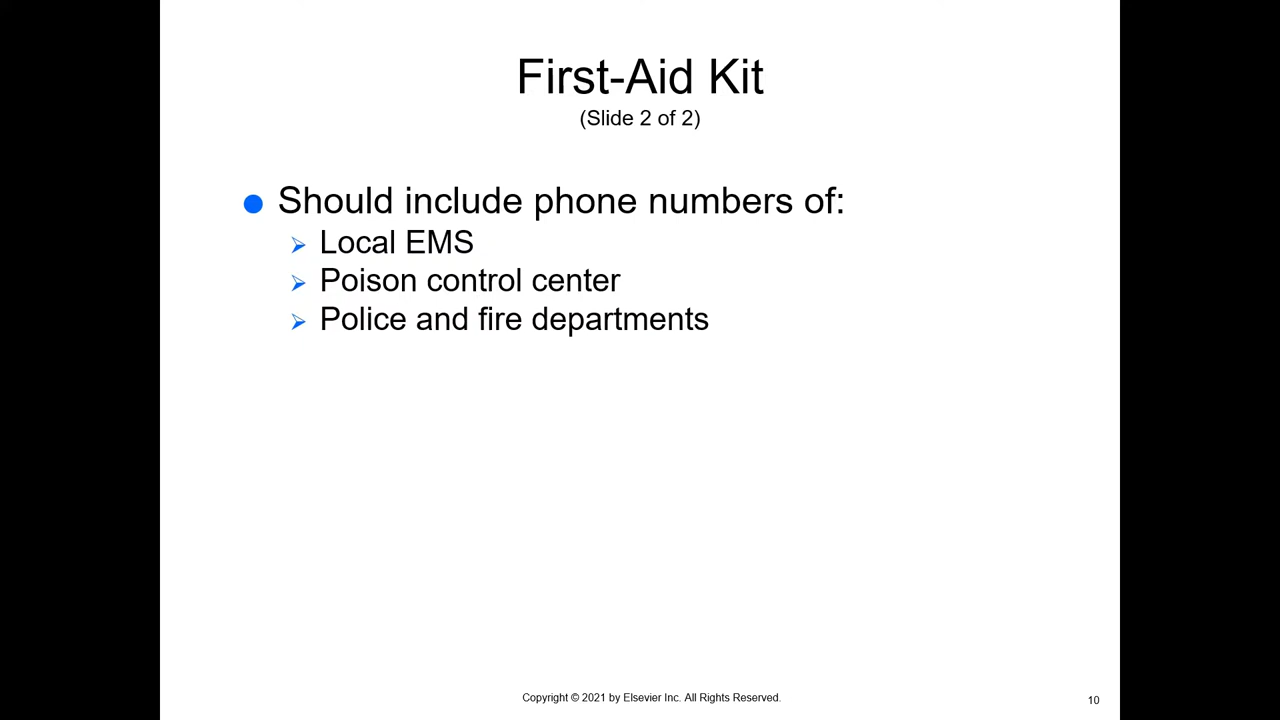 First-Aid Kit
(Slide 2 of 2)
Should include phone numbers of:
Local EMS
Poison control center
Police and fire departments
Copyright © 2021 by Elsevier Inc. All Rights Reserved.
10